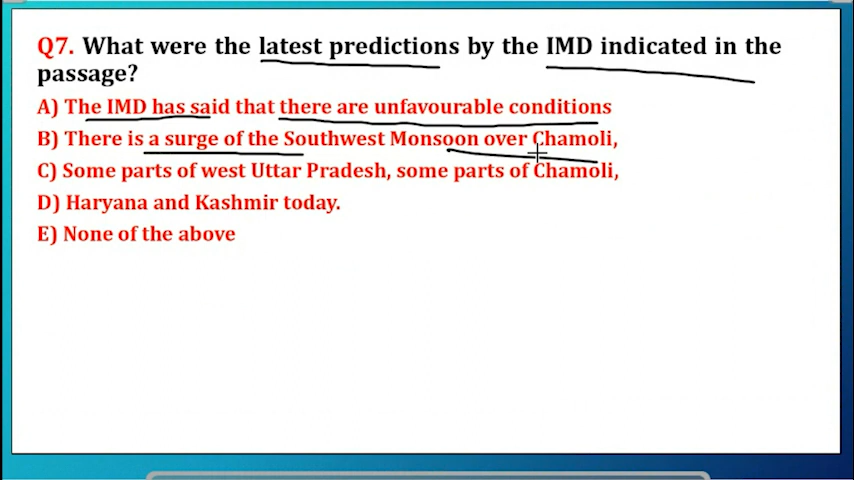 Q7. What were the latest predictions by the IMD indicated in the
passage?
A) The IMD has said that there are unfavourable conditions
B) There is a surge of the Southwest Monsoon over Chamoli,
C) Some parts of west Uttar Pradesh, some parts of Chamoli,
D) Haryana and Kashmir today.
E) None of the above